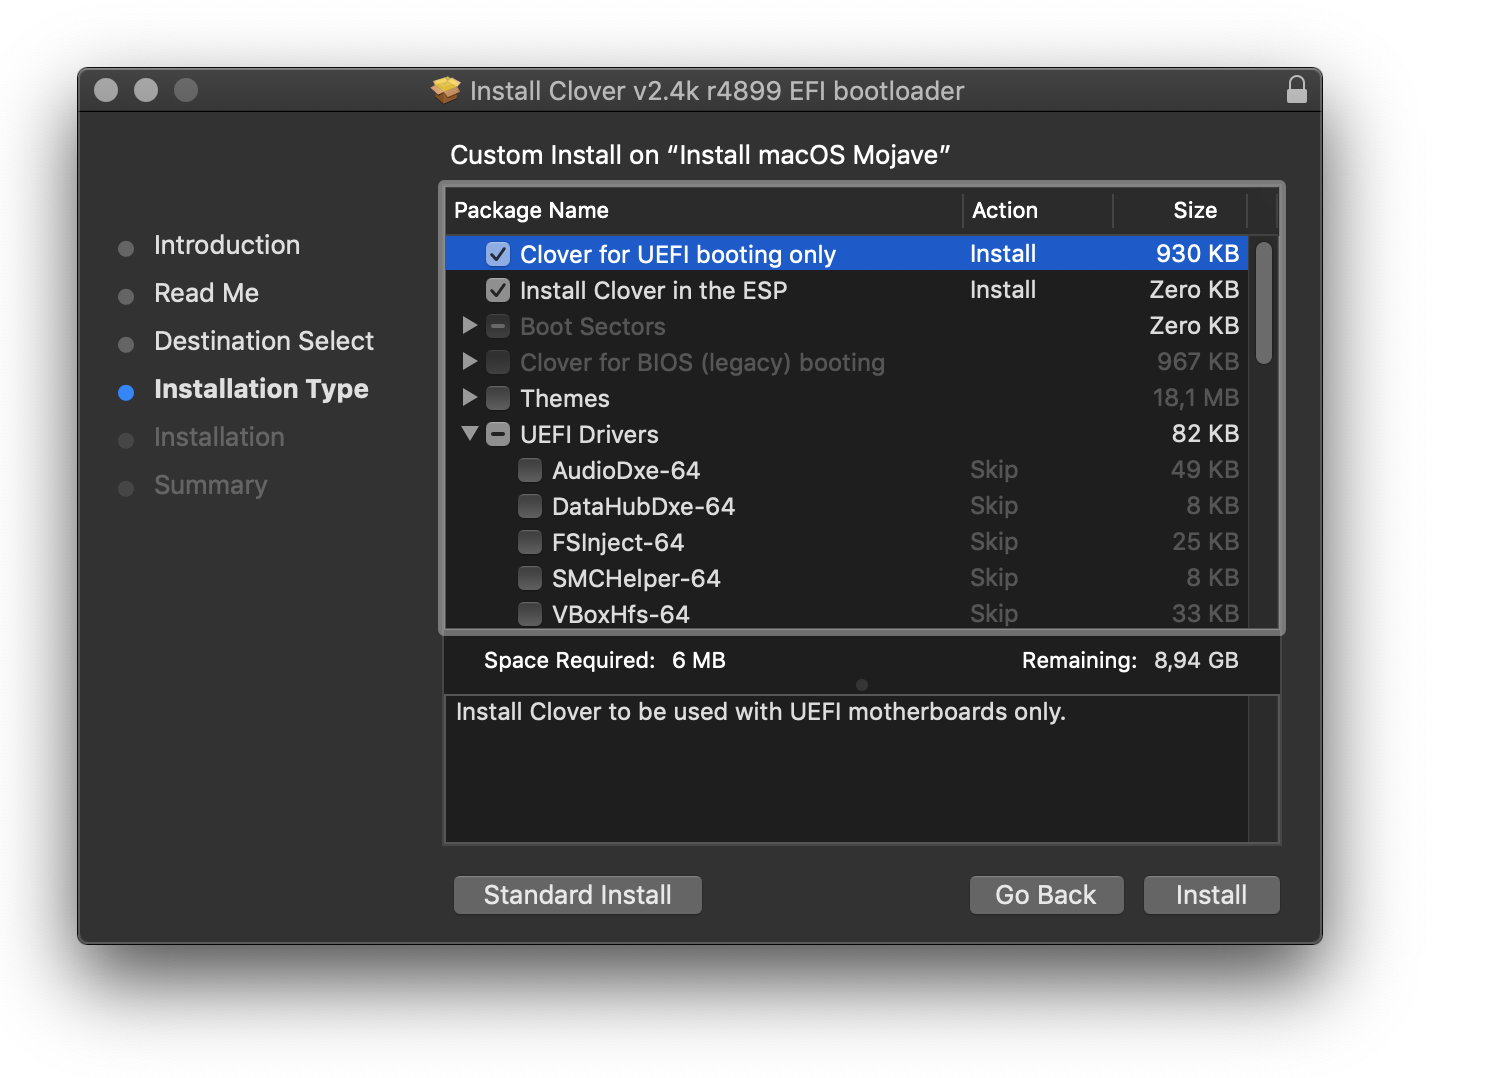 Install Clover v2.4k r4899 EFI bootloader
Custom Install on “Install macOS Mojave”
Introduction
Read Me
Destination Select
Installation Type
Installation
Summary
Package Name Action Size
Clover for UEFI booting only Install 930 KB
Install Clover in the ESP Install Zero KB
Boot Sectors Zero KB
Clover for BIOS (legacy) booting 967 KB
Themes 18,1 MB
UEFI Drivers 82 KB
AudioDxe-64 Skip 49 KB
DataHubDxe-64 Skip 8 KB
FSInject-64 Skip 25 KB
SMCHelper-64 Skip 8 KB
VBoxHfs-64 Skip 33 KB
Space Required: 6 MB Remaining: 8,94 GB
Install Clover to be used with UEFI motherboards only.
Standard Install Go Back Install